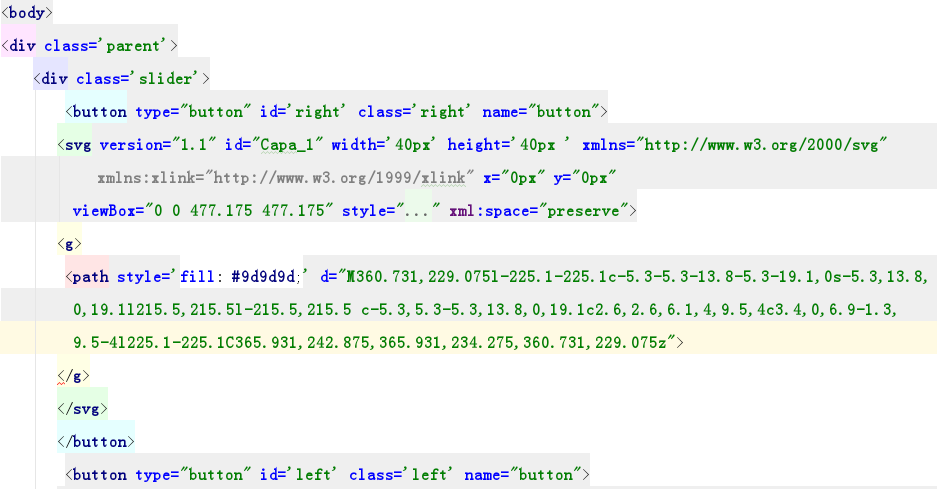 <body>
<div class='parent'>
<div class='slider'>
<button type="button" id='right' class='right' name="button">
<svg version="1.1" id="Capa_1" width='40px' height='40px ' xmlns="http://www.w3.org/2000/svg"
xmlns:xlink="http://www.w3.org/1999/xlink" x="0px" y="0px"
viewBox="0 0 477.175 477.175" style="..." xml:space="preserve">
<g>
<path style='fill: #9d9d9d;' d="M360.731,229.075l-225.1-225.1c-5.3-5.3-13.8-5.3-19.1,0s-5.3,13.8,
0,19.1l215.5,215.5l-215.5,215.5 c-5.3,5.3-5.3,13.8,0,19.1c2.6,2.6,6.1,4,9.5,4c3.4,0,6.9-1.3,
9.5-4l225.1-225.1C365.931,242.875,365.931,234.275,360.731,229.075z">
</g>
</svg>
</button>
<button type="button" id='left' class='left' name="button">